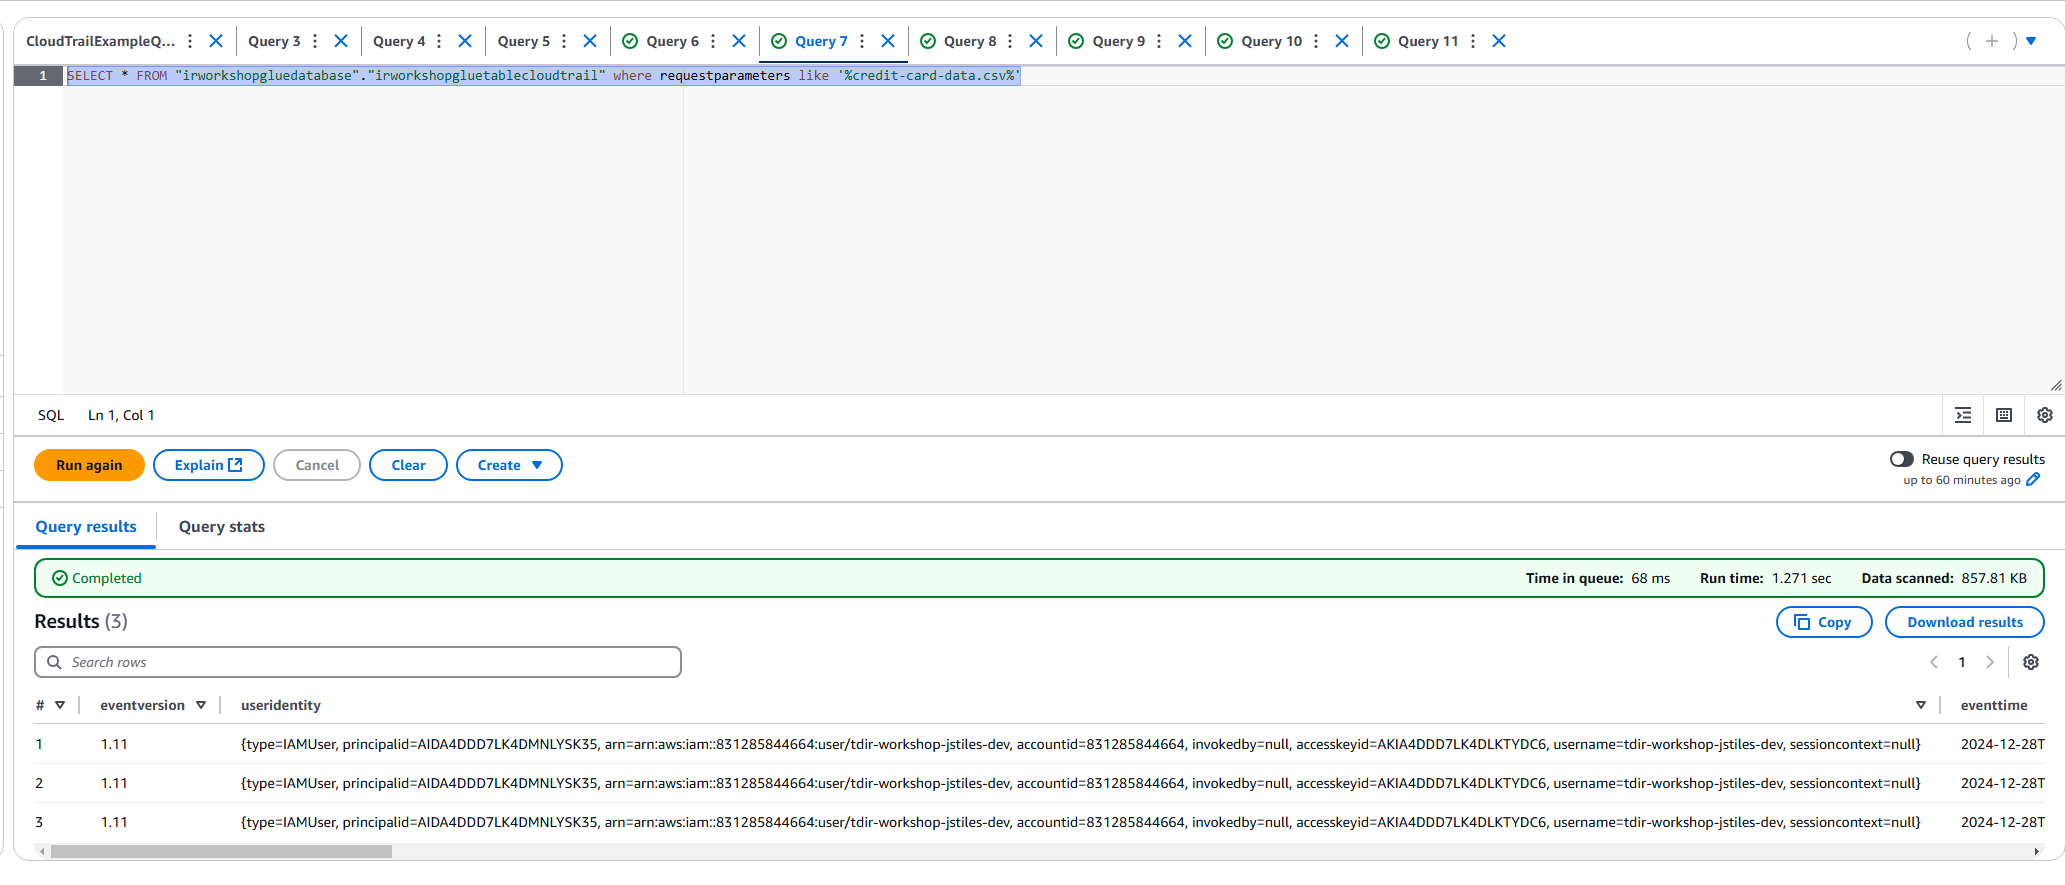 CloudTrailExampleQ... Query 3 Query 4 Query 5 Query 6 Query 7 Query 8 Query 9 Query 10 Query 11
1 SELECT * FROM "irworkshopgluedatabase"."irworkshopgluetablecloudtrail" where requestparameters like '%credit-card-data.csv%'
SQL Ln 1, Col 1
Run again Explain Cancel Clear Create
Reuse query results
up to 60 minutes ago
Query results Query stats
Completed Time in queue: 68 ms Run time: 1.271 sec Data scanned: 857.81 KB
Results (3) Copy Download results
Search rows 1
# eventversion useridentity eventtime
1 1.11 {type=IAMUser, principalid=AIDA4DDD7LK4DMNLYSK35, arn=arn:aws:iam::831285844664:user/tdir-workshop-jstiles-dev, accountid=831285844664, invokedby=null, accesskeyid=AKIA4DDD7LK4DLKTYDC6, username=tdir-workshop-jstiles-dev, sessioncontext=null} 2024-12-28T
2 1.11 {type=IAMUser, principalid=AIDA4DDD7LK4DMNLYSK35, arn=arn:aws:iam::831285844664:user/tdir-workshop-jstiles-dev, accountid=831285844664, invokedby=null, accesskeyid=AKIA4DDD7LK4DLKTYDC6, username=tdir-workshop-jstiles-dev, sessioncontext=null} 2024-12-28T
3 1.11 {type=IAMUser, principalid=AIDA4DDD7LK4DMNLYSK35, arn=arn:aws:iam::831285844664:user/tdir-workshop-jstiles-dev, accountid=831285844664, invokedby=null, accesskeyid=AKIA4DDD7LK4DLKTYDC6, username=tdir-workshop-jstiles-dev, sessioncontext=null} 2024-12-28T